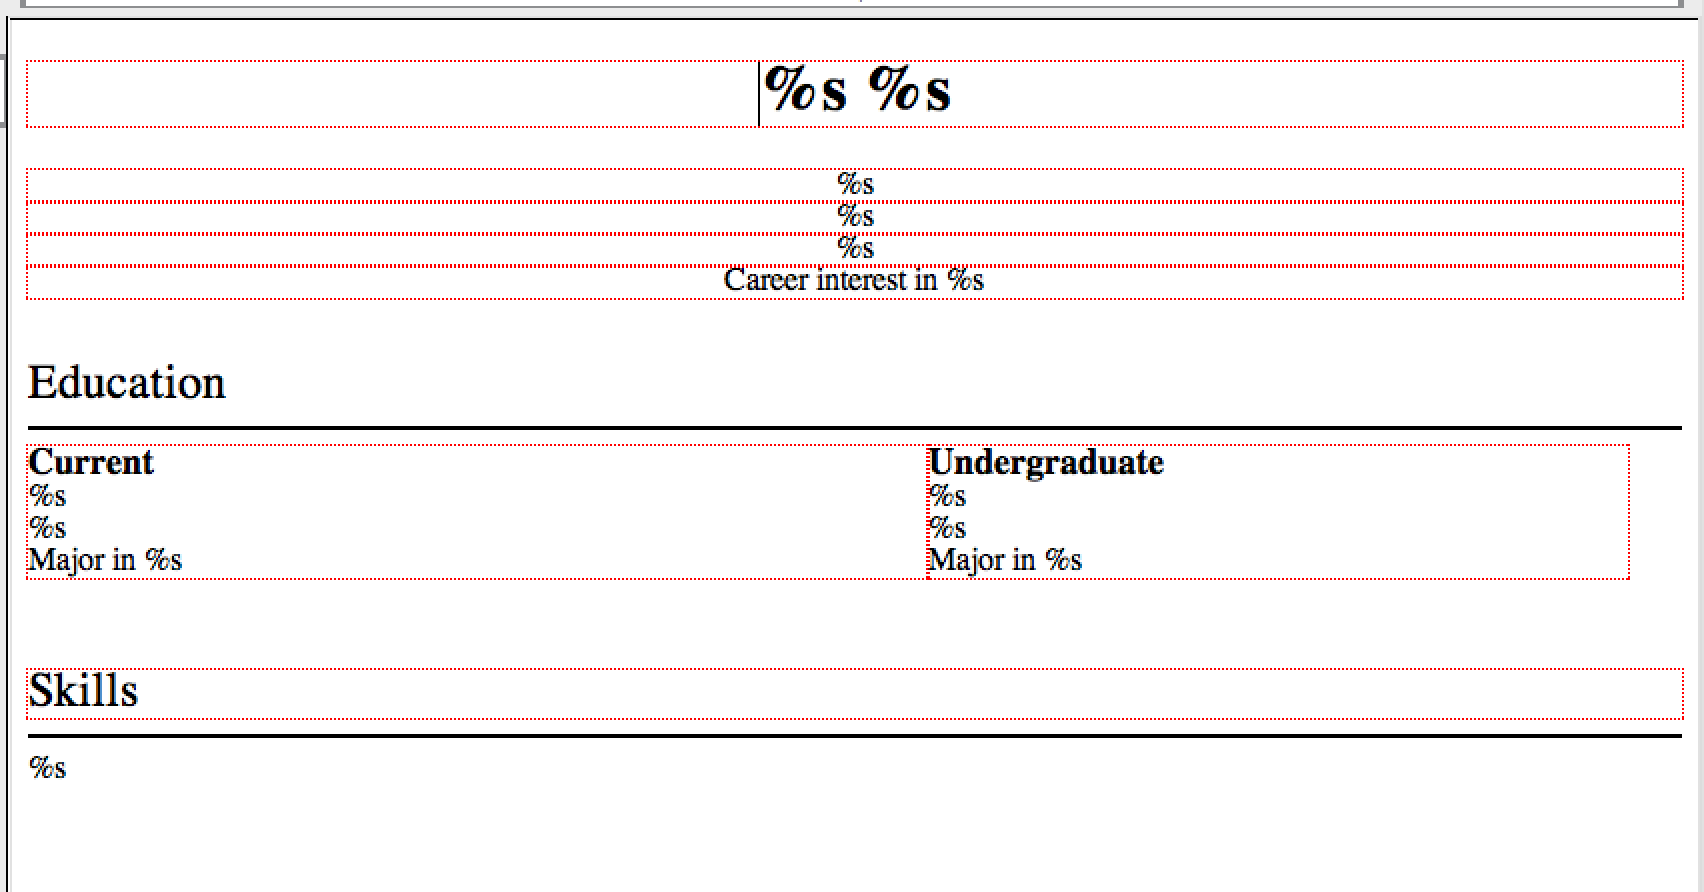 %s %s
%s
%s
%s
Career interest in %s
Education
Current
%s
%s
Major in %s
Undergraduate
%s
%s
Major in %s
Skills
%s